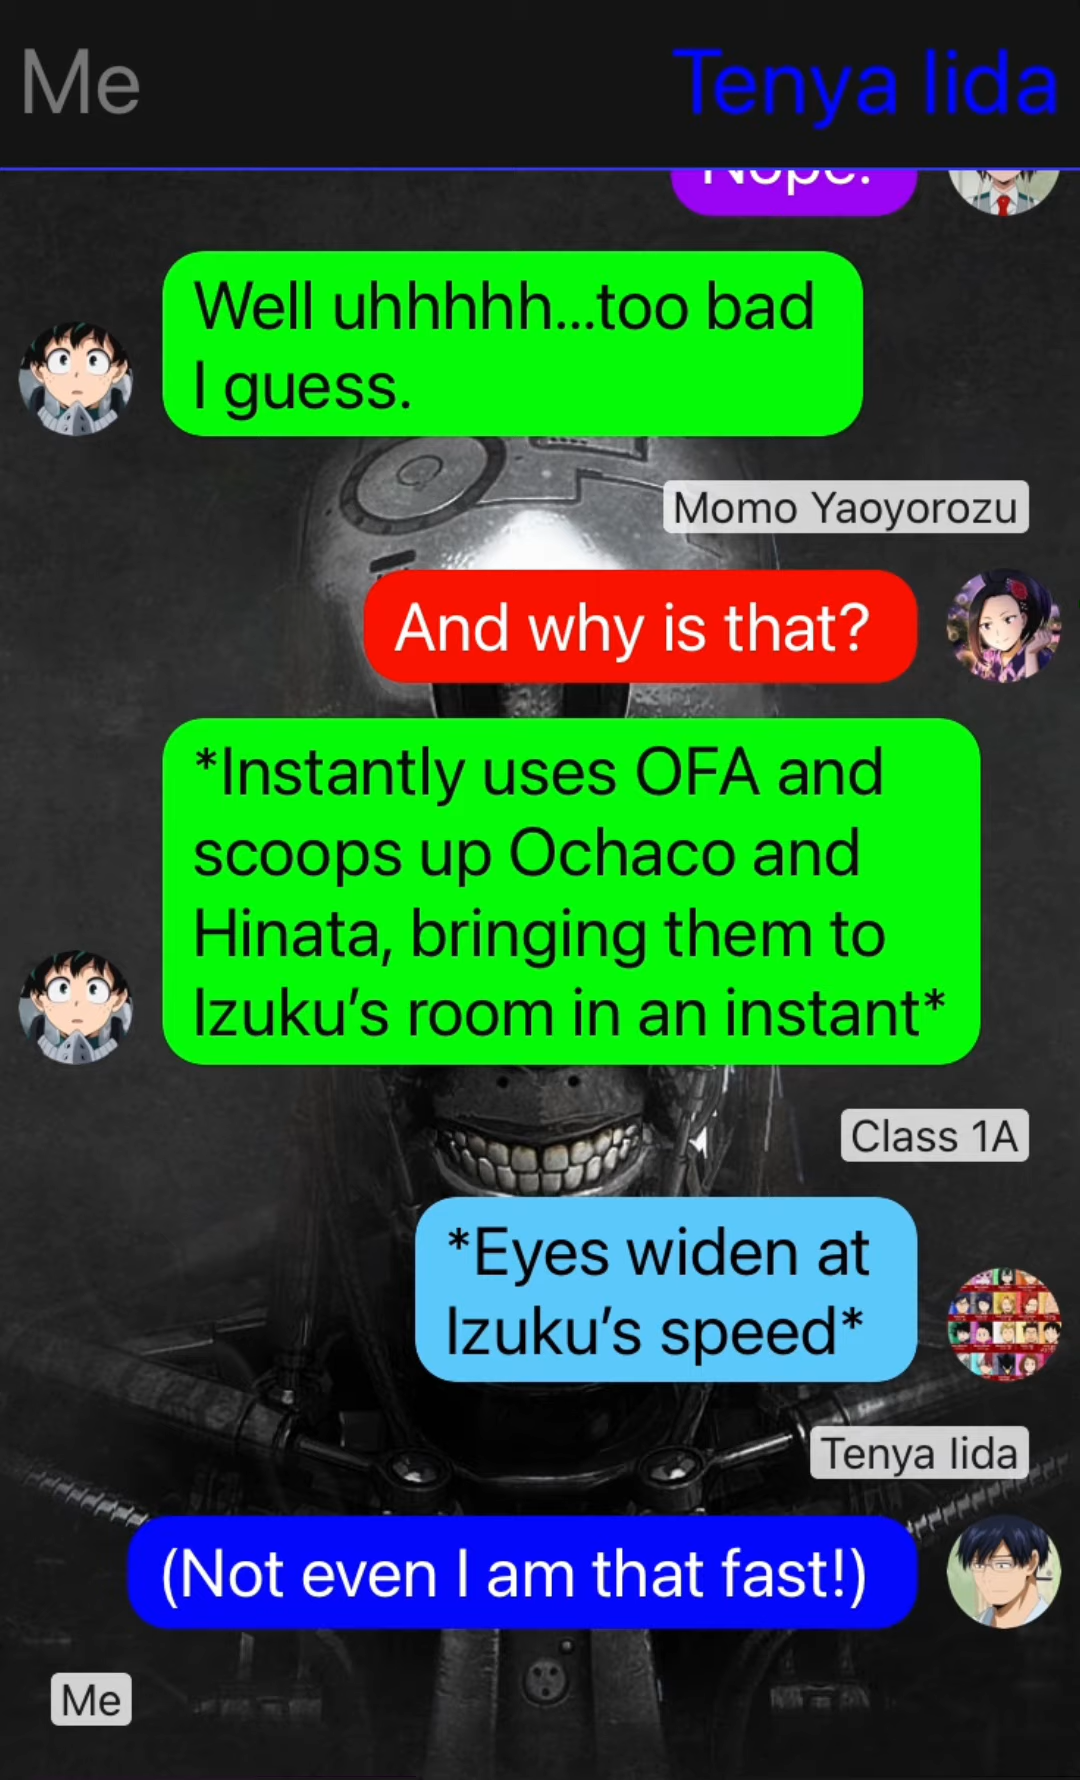 Me
Tenya Iida
Nope.
Well uhhhhh...too bad
I guess.
Momo Yaoyorozu
And why is that?
*Instantly uses OFA and
scoops up Ochaco and
Hinata, bringing them to
Izuku’s room in an instant*
Class 1A
*Eyes widen at
Izuku’s speed*
Tenya Iida
(Not even I am that fast!)
Me